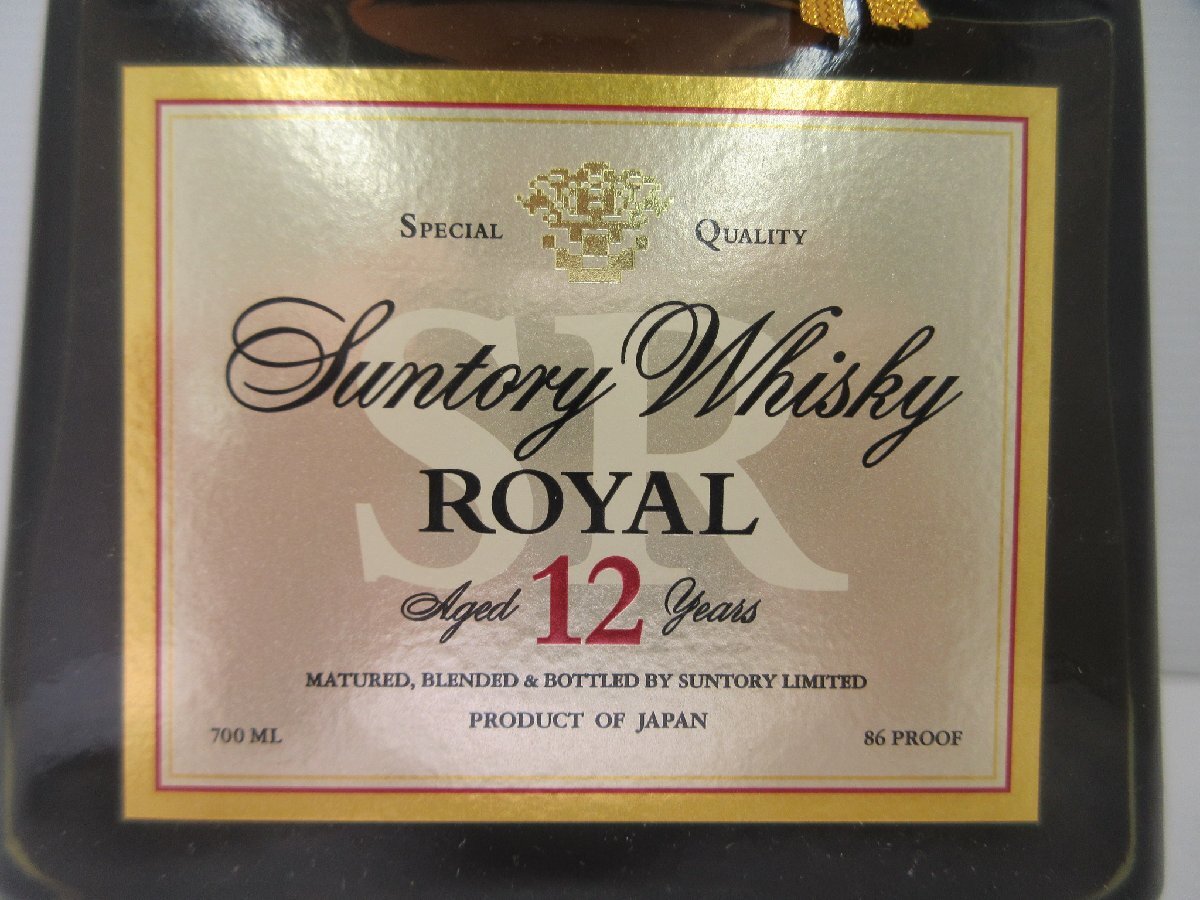 SPECIAL QUALITY
SR
Suntory Whisky
ROYAL
Aged 12 Years
MATURED, BLENDED & BOTTLED BY SUNTORY LIMITED
PRODUCT OF JAPAN
700 ML 86 PROOF